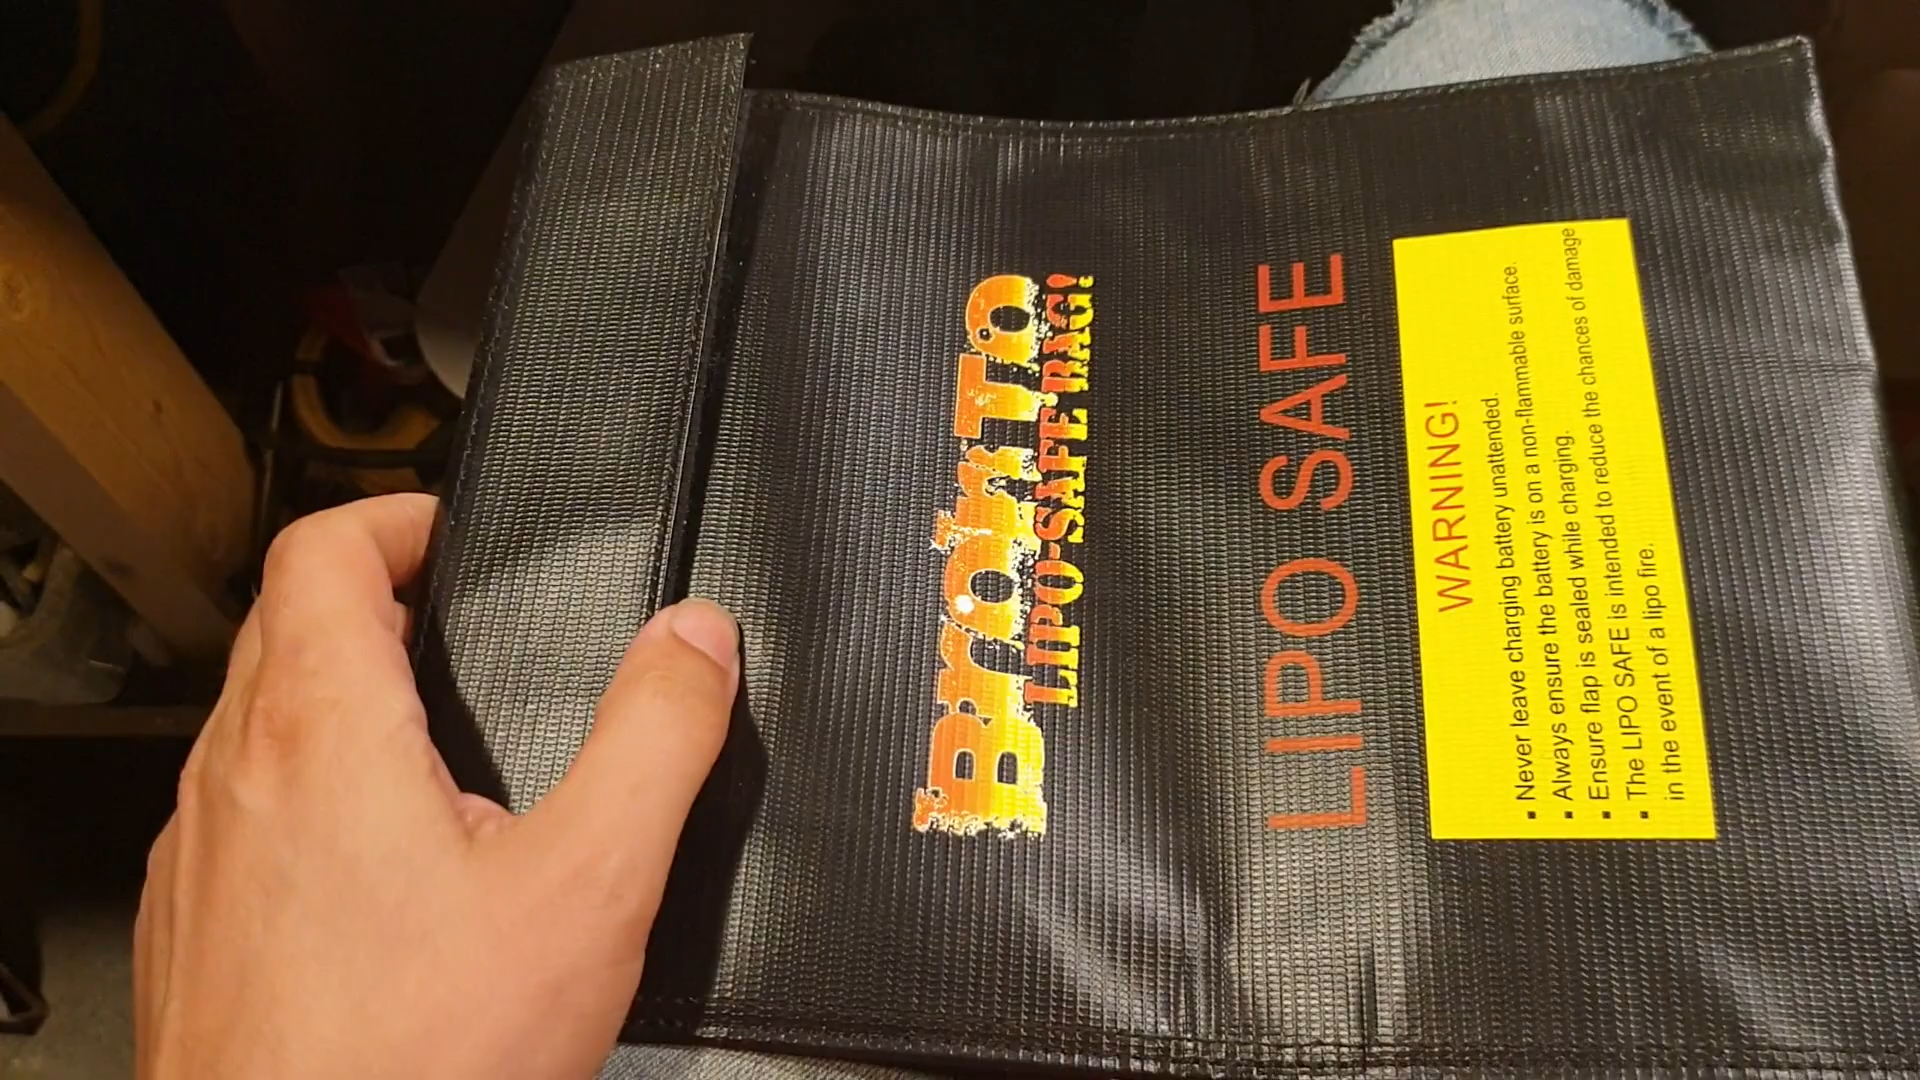 BronTo
LIPO-SAFE BAG!
LIPO SAFE
WARNING!
▪ Never leave charging battery unattended.
▪ Always ensure the battery is on a non-flammable surface.
▪ Ensure flap is sealed while charging.
▪ The LIPO SAFE is intended to reduce the chances of damage
in the event of a lipo fire.